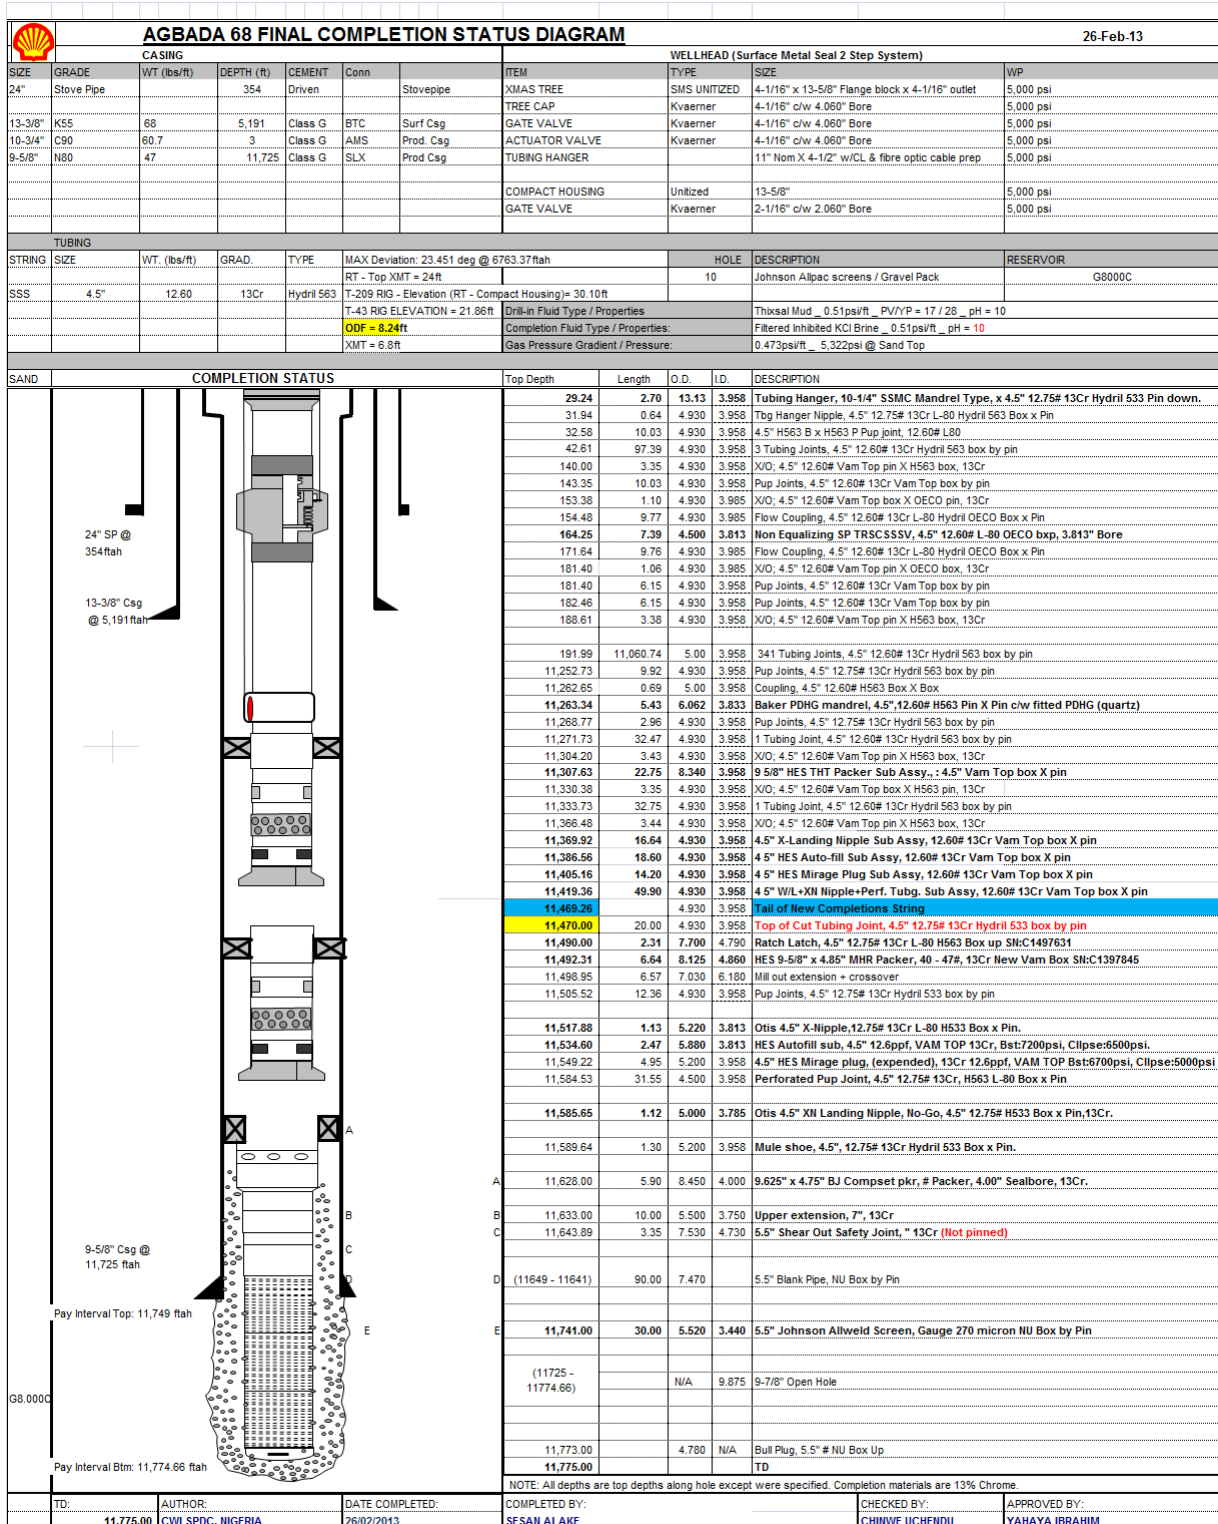 AGBADA 68 FINAL COMPLETION STATUS DIAGRAM 26-Feb-13
CASING WELLHEAD (Surface Metal Seal 2 Step System)
SIZE GRADE WT (lbs/ft) DEPTH (ft) CEMENT Conn ITEM TYPE SIZE WP
24" Stove Pipe 354 Driven Stovepipe XMAS TREE SMS UNITIZED 4-1/16" x 13-5/8" Flange block x 4-1/16" outlet 5,000 psi
TREE CAP Kvaerner 4-1/16" c/w 4.060" Bore 5,000 psi
13-3/8" K55 68 5,191 Class G BTC Surf Csg GATE VALVE Kvaerner 4-1/16" c/w 4.060" Bore 5,000 psi
10-3/4" C90 60.7 3 Class G AMS Prod. Csg ACTUATOR VALVE Kvaerner 4-1/16" c/w 4.060" Bore 5,000 psi
9-5/8" N80 47 11,725 Class G SLX Prod Csg TUBING HANGER 11" Nom X 4-1/2" w/CL & fibre optic cable prep 5,000 psi
COMPACT HOUSING Unitized 13-5/8" 5,000 psi
GATE VALVE Kvaerner 2-1/16" c/w 2.060" Bore 5,000 psi
TUBING
STRING SIZE WT. (lbs/ft) GRAD. TYPE MAX Deviation: 23.451 deg @ 6763.37ftah HOLE DESCRIPTION RESERVOIR
RT - Top XMT = 24ft 10 Johnson Allpac screens / Gravel Pack G8000C
SSS 4.5" 12.60 13Cr Hydril 563 T-209 RIG - Elevation (RT - Compact Housing)= 30.10ft
T-43 RIG ELEVATION = 21.86ft Drill-in Fluid Type / Properties Thixsal Mud _ 0.51psi/ft _ PV/YP = 17 / 28 _ pH = 10
ODF = 8.24ft Completion Fluid Type / Properties: Filtered Inhibited KCl Brine _ 0.51psi/ft _ pH = 10
XMT = 6.8ft Gas Pressure Gradient / Pressure: 0.473psi/ft _ 5,322psi @ Sand Top
SAND COMPLETION STATUS Top Depth Length O.D. I.D. DESCRIPTION
29.24 2.70 13.13 3.958 Tubing Hanger, 10-1/4" SSMC Mandrel Type, x 4.5" 12.75# 13Cr Hydril 533 Pin down.
31.94 0.64 4.930 3.958 Tbg Hanger Nipple, 4.5" 12.75# 13Cr L-80 Hydril 563 Box x Pin
32.58 10.03 4.930 3.958 4.5" H563 B x H563 P Pup joint, 12.60# L80
42.61 97.39 4.930 3.958 3 Tubing Joints, 4.5" 12.60# 13Cr Hydril 563 box by pin
140.00 3.35 4.930 3.958 X/O; 4.5" 12.60# Vam Top pin X H563 box, 13Cr
143.35 10.03 4.930 3.958 Pup Joints, 4.5" 12.60# 13Cr Vam Top box by pin
153.38 1.10 4.930 3.985 X/O; 4.5" 12.60# Vam Top box X OECO pin, 13Cr
154.48 9.77 4.930 3.985 Flow Coupling, 4.5" 12.60# 13Cr L-80 Hydril OECO Box x Pin
24" SP @ 164.25 7.39 4.500 3.813 Non Equalizing SP TRSCSSSV, 4.5" 12.60# L-80 OECO bxp, 3.813" Bore
354ftah 171.64 9.76 4.930 3.985 Flow Coupling, 4.5" 12.60# 13Cr L-80 Hydril OECO Box x Pin
181.40 1.06 4.930 3.985 X/O; 4.5" 12.60# Vam Top pin X OECO box, 13Cr
181.40 6.15 4.930 3.958 Pup Joints, 4.5" 12.60# 13Cr Vam Top box by pin
13-3/8" Csg 182.46 6.15 4.930 3.958 Pup Joints, 4.5" 12.60# 13Cr Vam Top box by pin
@ 5,191ftah 188.61 3.38 4.930 3.958 X/O; 4.5" 12.60# Vam Top pin X H563 box, 13Cr
191.99 11,060.74 5.00 3.958 341 Tubing Joints, 4.5" 12.60# 13Cr Hydril 563 box by pin
11,252.73 9.92 4.930 3.958 Pup Joints, 4.5" 12.75# 13Cr Hydril 563 box by pin
11,262.65 0.69 5.00 3.958 Coupling, 4.5" 12.60# H563 Box X Box
11,263.34 5.43 6.062 3.833 Baker PDHG mandrel, 4.5",12.60# H563 Pin X Pin c/w fitted PDHG (quartz)
11,268.77 2.96 4.930 3.958 Pup Joints, 4.5" 12.75# 13Cr Hydril 563 box by pin
11,271.73 32.47 4.930 3.958 1 Tubing Joint, 4.5" 12.60# 13Cr Hydril 563 box by pin
11,304.20 3.43 4.930 3.958 X/O; 4.5" 12.60# Vam Top pin X H563 box, 13Cr
11,307.63 22.75 8.340 3.958 9 5/8" HES THT Packer Sub Assy., : 4.5" Vam Top box X pin
11,330.38 3.35 4.930 3.958 X/O; 4.5" 12.60# Vam Top box X H563 pin, 13Cr
11,333.73 32.75 4.930 3.958 1 Tubing Joint, 4.5" 12.60# 13Cr Hydril 563 box by pin
11,366.48 3.44 4.930 3.958 X/O; 4.5" 12.60# Vam Top pin X H563 box, 13Cr
11,369.92 16.64 4.930 3.958 4.5" X-Landing Nipple Sub Assy, 12.60# 13Cr Vam Top box X pin
11,386.56 18.60 4.930 3.958 4 5" HES Auto-fill Sub Assy, 12.60# 13Cr Vam Top box X pin
11,405.16 14.20 4.930 3.958 4 5" HES Mirage Plug Sub Assy, 12.60# 13Cr Vam Top box X pin
11,419.36 49.90 4.930 3.958 4 5" W/L+XN Nipple+Perf. Tubg. Sub Assy, 12.60# 13Cr Vam Top box X pin
11,469.26 4.930 3.958 Tail of New Completions String
11,470.00 20.00 4.930 3.958 Top of Cut Tubing Joint, 4.5" 12.75# 13Cr Hydril 533 box by pin
11,490.00 2.31 7.700 4.790 Ratch Latch, 4.5" 12.75# 13Cr L-80 H563 Box up SN:C1497631
11,492.31 6.64 8.125 4.860 HES 9-5/8" x 4.85" MHR Packer, 40 - 47#, 13Cr New Vam Box SN:C1397845
11,498.95 6.57 7.030 6.180 Mill out extension + crossover
11,505.52 12.36 4.930 3.958 Pup Joints, 4.5" 12.75# 13Cr Hydril 533 box by pin
11,517.88 1.13 5.220 3.813 Otis 4.5" X-Nipple,12.75# 13Cr L-80 H533 Box x Pin.
11,534.60 2.47 5.880 3.813 HES Autofill sub, 4.5" 12.6ppf, VAM TOP 13Cr, Bst:7200psi, Cllpse:6500psi.
11,549.22 4.95 5.200 3.958 4.5" HES Mirage plug, (expended), 13Cr 12.6ppf, VAM TOP Bst:6700psi, Cllpse:5000psi
11,584.53 31.55 4.500 3.958 Perforated Pup Joint, 4.5" 12.75# 13Cr, H563 L-80 Box x Pin
11,585.65 1.12 5.000 3.785 Otis 4.5" XN Landing Nipple, No-Go, 4.5" 12.75# H533 Box x Pin,13Cr.
A
11,589.64 1.30 5.200 3.958 Mule shoe, 4.5", 12.75# 13Cr Hydril 533 Box x Pin.
A 11,628.00 5.90 8.450 4.000 9.625" x 4.75" BJ Compset pkr, # Packer, 4.00" Sealbore, 13Cr.
B B 11,633.00 10.00 5.500 3.750 Upper extension, 7", 13Cr
C 11,643.89 3.35 7.530 4.730 5.5" Shear Out Safety Joint, " 13Cr (Not pinned)
9-5/8" Csg @ C
11,725 ftah
D D (11649 - 11641) 90.00 7.470 5.5" Blank Pipe, NU Box by Pin
Pay Interval Top: 11,749 ftah
E E 11,741.00 30.00 5.520 3.440 5.5" Johnson Allweld Screen, Gauge 270 micron NU Box by Pin
(11725 -
11774.66) N/A 9.875 9-7/8" Open Hole
G8.000C
11,773.00 4.780 N/A Bull Plug, 5.5" # NU Box Up
Pay Interval Btm: 11,774.66 ftah 11,775.00 TD
NOTE: All depths are top depths along hole except were specified. Completion materials are 13% Chrome.
TD: AUTHOR: DATE COMPLETED: COMPLETED BY: CHECKED BY: APPROVED BY:
11,775.00 CWI SPDC, NIGERIA 26/02/2013 SESAN ALAKE CHINWE UCHENDU YAHAYA IBRAHIM